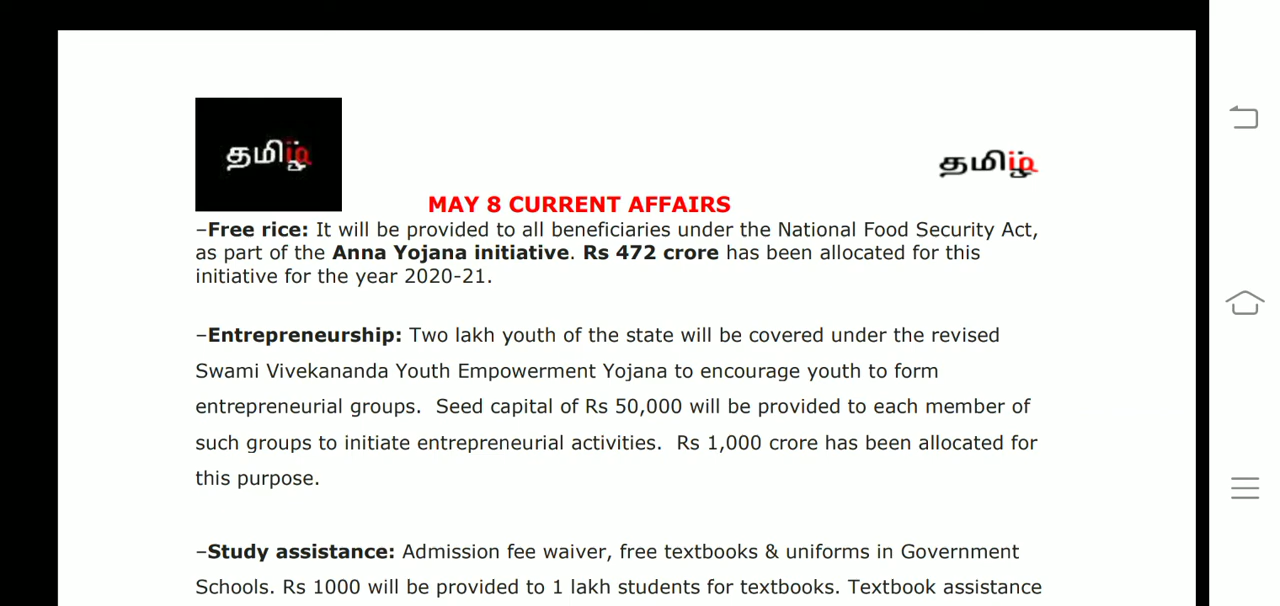 தமிழ்
தமிழ்
MAY 8 CURRENT AFFAIRS
–Free rice: It will be provided to all beneficiaries under the National Food Security Act,
as part of the Anna Yojana initiative. Rs 472 crore has been allocated for this
initiative for the year 2020-21.
–Entrepreneurship: Two lakh youth of the state will be covered under the revised
Swami Vivekananda Youth Empowerment Yojana to encourage youth to form
entrepreneurial groups.  Seed capital of Rs 50,000 will be provided to each member of
such groups to initiate entrepreneurial activities.  Rs 1,000 crore has been allocated for
this purpose.
–Study assistance: Admission fee waiver, free textbooks & uniforms in Government
Schools. Rs 1000 will be provided to 1 lakh students for textbooks. Textbook assistance